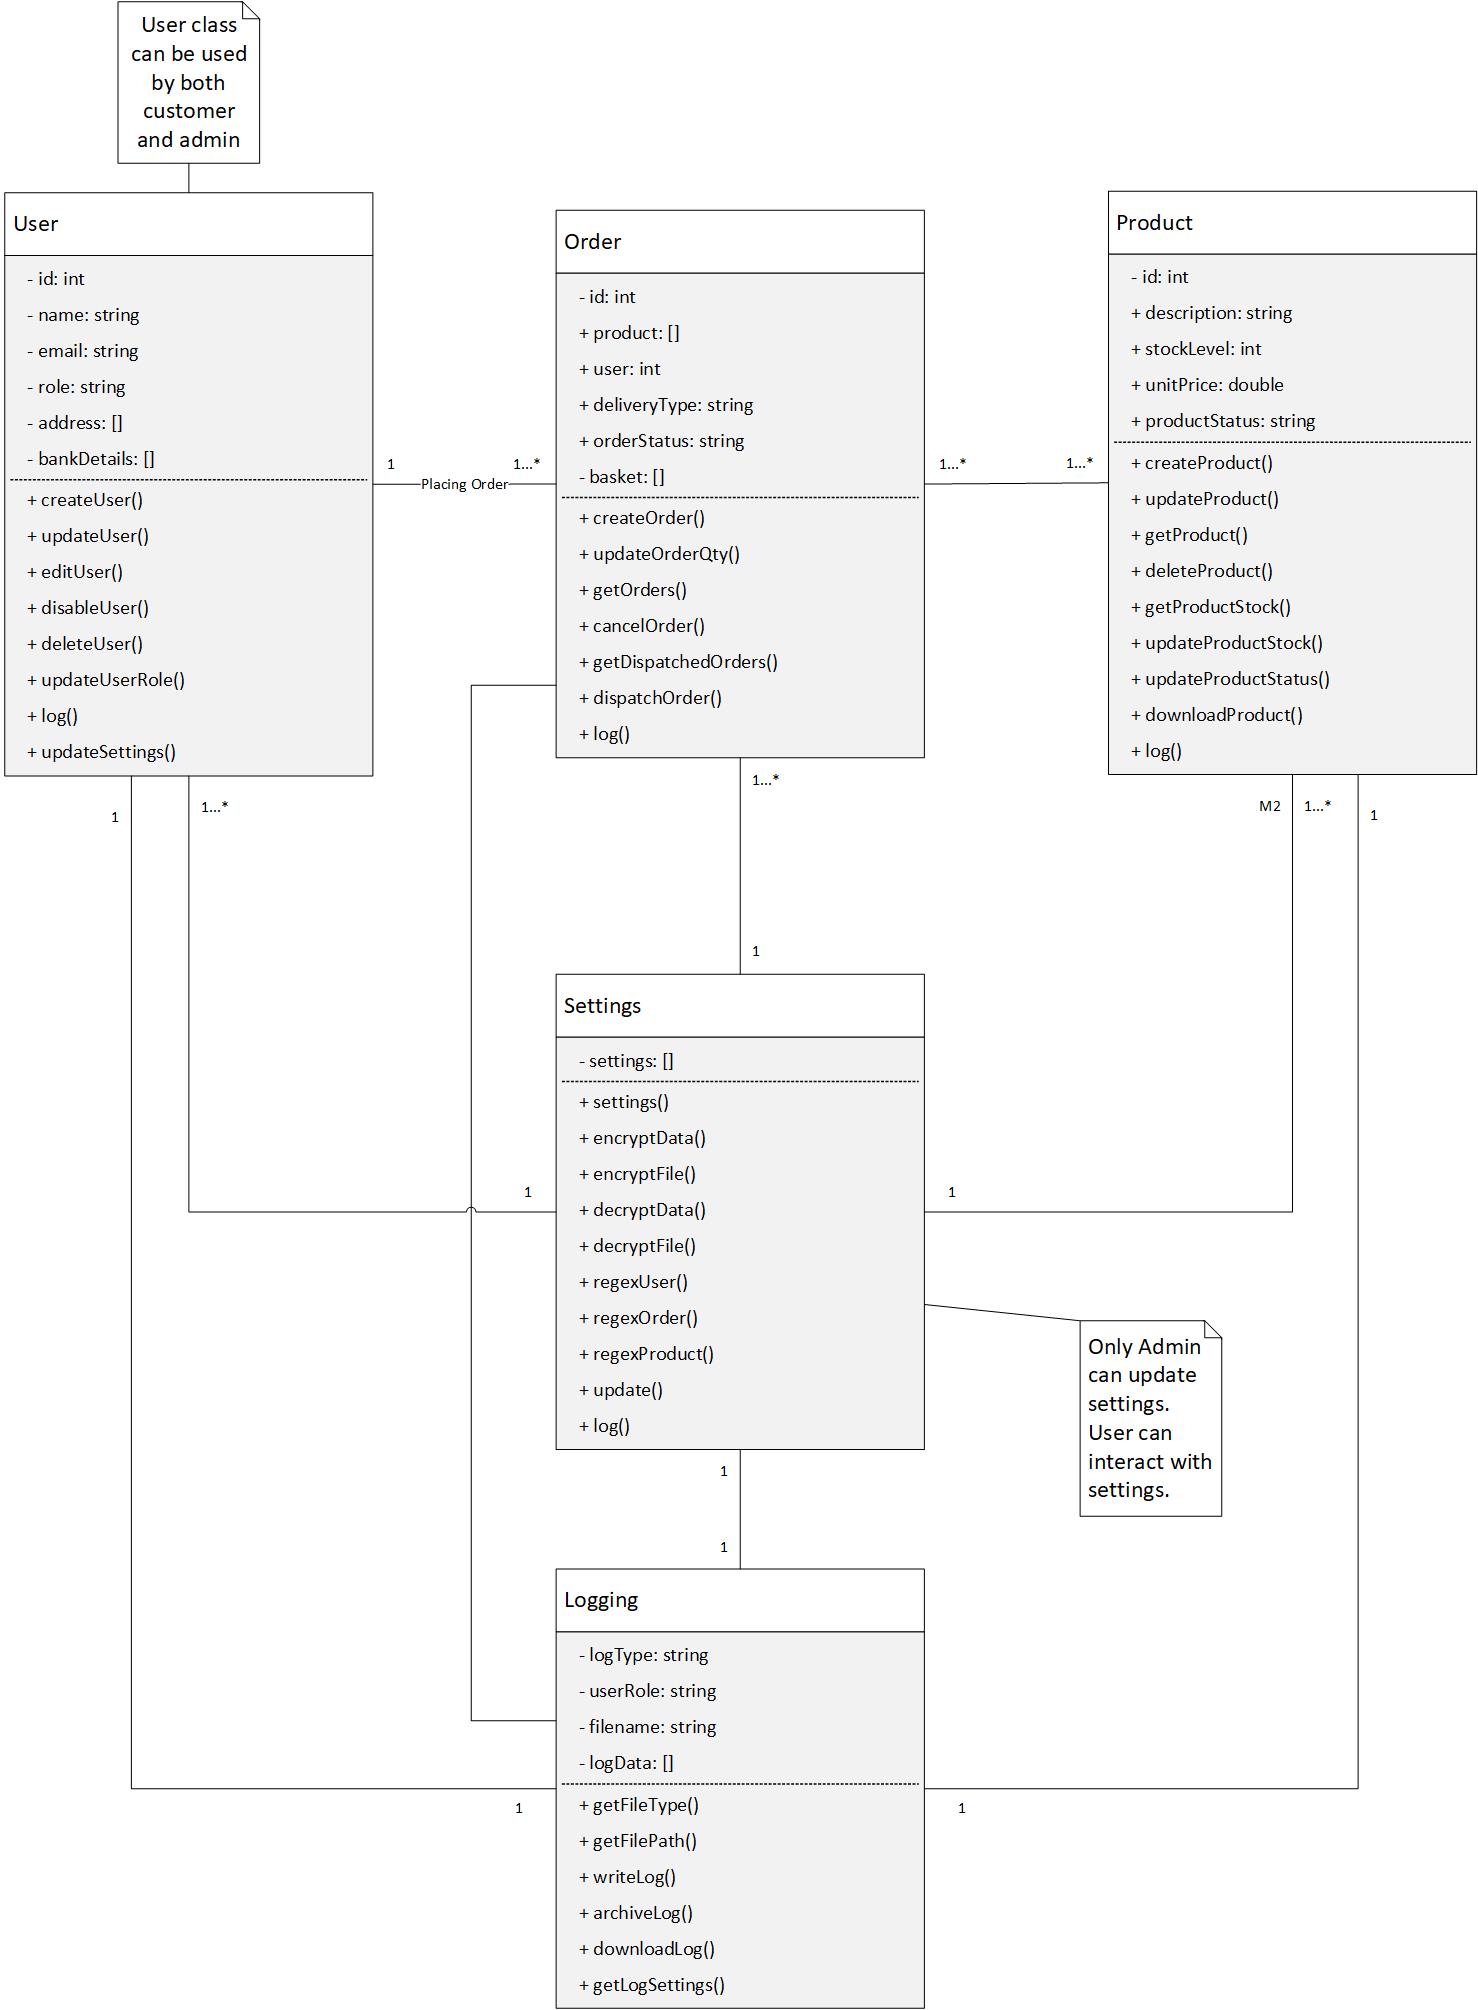 User class
can be used
by both
customer
and admin
User
- id: int
- name: string
- email: string
- role: string
- address: []
- bankDetails: []
+ createUser()
+ updateUser()
+ editUser()
+ disableUser()
+ deleteUser()
+ updateUserRole()
+ log()
+ updateSettings()
1
Placing Order
1...*
Order
- id: int
+ product: []
+ user: int
+ deliveryType: string
+ orderStatus: string
- basket: []
+ createOrder()
+ updateOrderQty()
+ getOrders()
+ cancelOrder()
+ getDispatchedOrders()
+ dispatchOrder()
+ log()
1...*
1...*
Product
- id: int
+ description: string
+ stockLevel: int
+ unitPrice: double
+ productStatus: string
+ createProduct()
+ updateProduct()
+ getProduct()
+ deleteProduct()
+ getProductStock()
+ updateProductStock()
+ updateProductStatus()
+ downloadProduct()
+ log()
1
1...*
1...*
M2
1...*
1
1
Settings
- settings: []
+ settings()
+ encryptData()
+ encryptFile()
+ decryptData()
+ decryptFile()
+ regexUser()
+ regexOrder()
+ regexProduct()
+ update()
+ log()
1
1
Only Admin
can update
settings.
User can
interact with
settings.
1
1
Logging
- logType: string
- userRole: string
- filename: string
- logData: []
+ getFileType()
+ getFilePath()
+ writeLog()
+ archiveLog()
+ downloadLog()
+ getLogSettings()
1
1